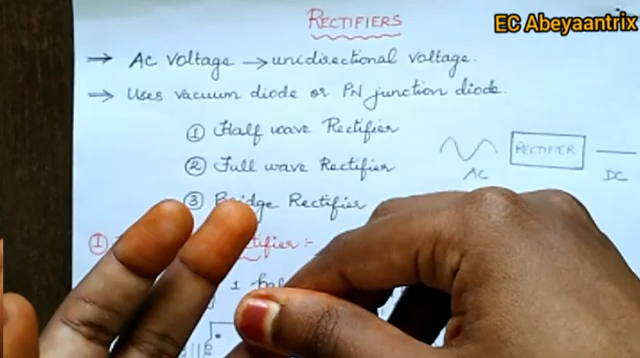 EC Abeyaantrix
RECTIFIERS
→ AC Voltage → unidirectional voltage.
→ Uses vacuum diode or PN junction diode.
① Half wave Rectifier
② Full wave Rectifier
RECTIFIER
AC
DC
③ Bridge Rectifier
① :-
1